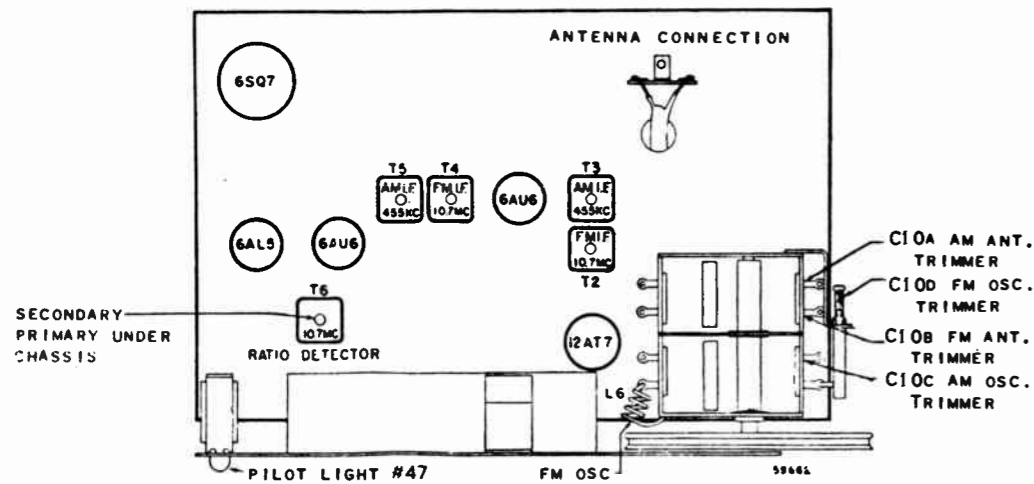 ANTENNA CONNECTION
6SQ7
T5
T4
T3
AM I.F.
455KC
F.M.I.F.
10.7MC
6AU6
AM I.F.
455KC
6AL5
6AU6
F M I F
10.7MC
T2
C10A AM ANT.
TRIMMER
C10D FM OSC.
TRIMMER
C10B FM ANT.
TRIMMER
C10C AM OSC.
TRIMMER
T6
10.7MC
SECONDARY
PRIMARY UNDER
CHASSIS
RATIO DETECTOR
12AT7
L6
PILOT LIGHT #47
FM OSC